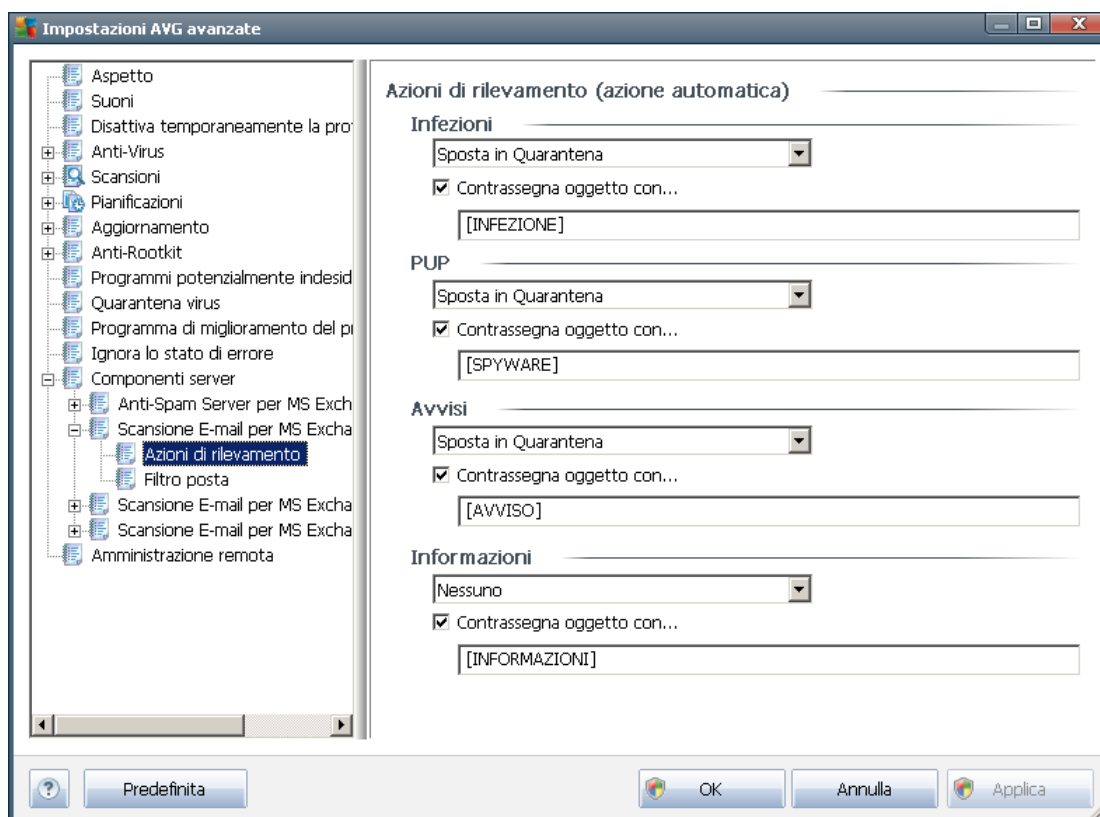 Impostazioni AVG avanzate
Aspetto
Suoni
Disattiva temporaneamente la pro
Anti-Virus
Scansioni
Pianificazioni
Aggiornamento
Anti-Rootkit
Programmi potenzialmente indesid
Quarantena virus
Programma di miglioramento del p
Ignora lo stato di errore
Componenti server
Anti-Spam Server per MS Exch
Scansione E-mail per MS Excha
Azioni di rilevamento
Filtro posta
Scansione E-mail per MS Excha
Scansione E-mail per MS Excha
Amministrazione remota
Azioni di rilevamento (azione automatica)
Infezioni
Sposta in Quarantena
Contrassegna oggetto con...
[INFEZIONE]
PUP
Sposta in Quarantena
Contrassegna oggetto con...
[SPYWARE]
Avvisi
Sposta in Quarantena
Contrassegna oggetto con...
[AVVISO]
Informazioni
Nessuno
Contrassegna oggetto con...
[INFORMAZIONI]
?
Predefinita
OK
Annulla
Applica